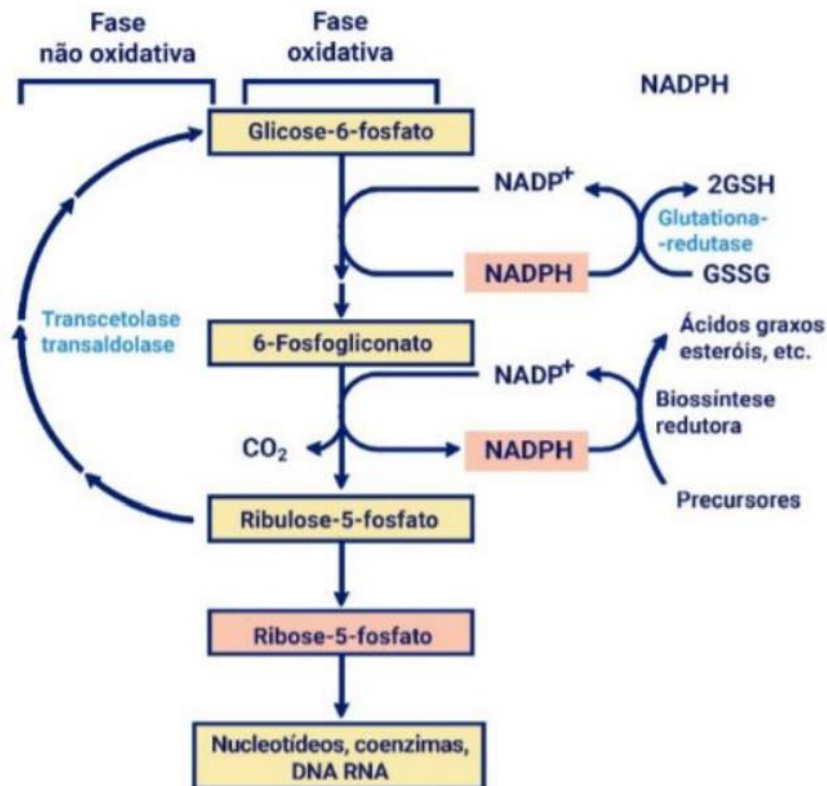 Fase
não oxidativa
Fase
oxidativa
NADPH
Glicose-6-fosfato
NADP⁺
2GSH
Glutationa-
-redutase
NADPH
GSSG
Transcetolase
transaldolase
6-Fosfogliconato
Ácidos graxos
esteróis, etc.
NADP⁺
Biossíntese
redutora
CO₂
NADPH
Precursores
Ribulose-5-fosfato
Ribose-5-fosfato
Nucleotídeos, coenzimas,
DNA RNA